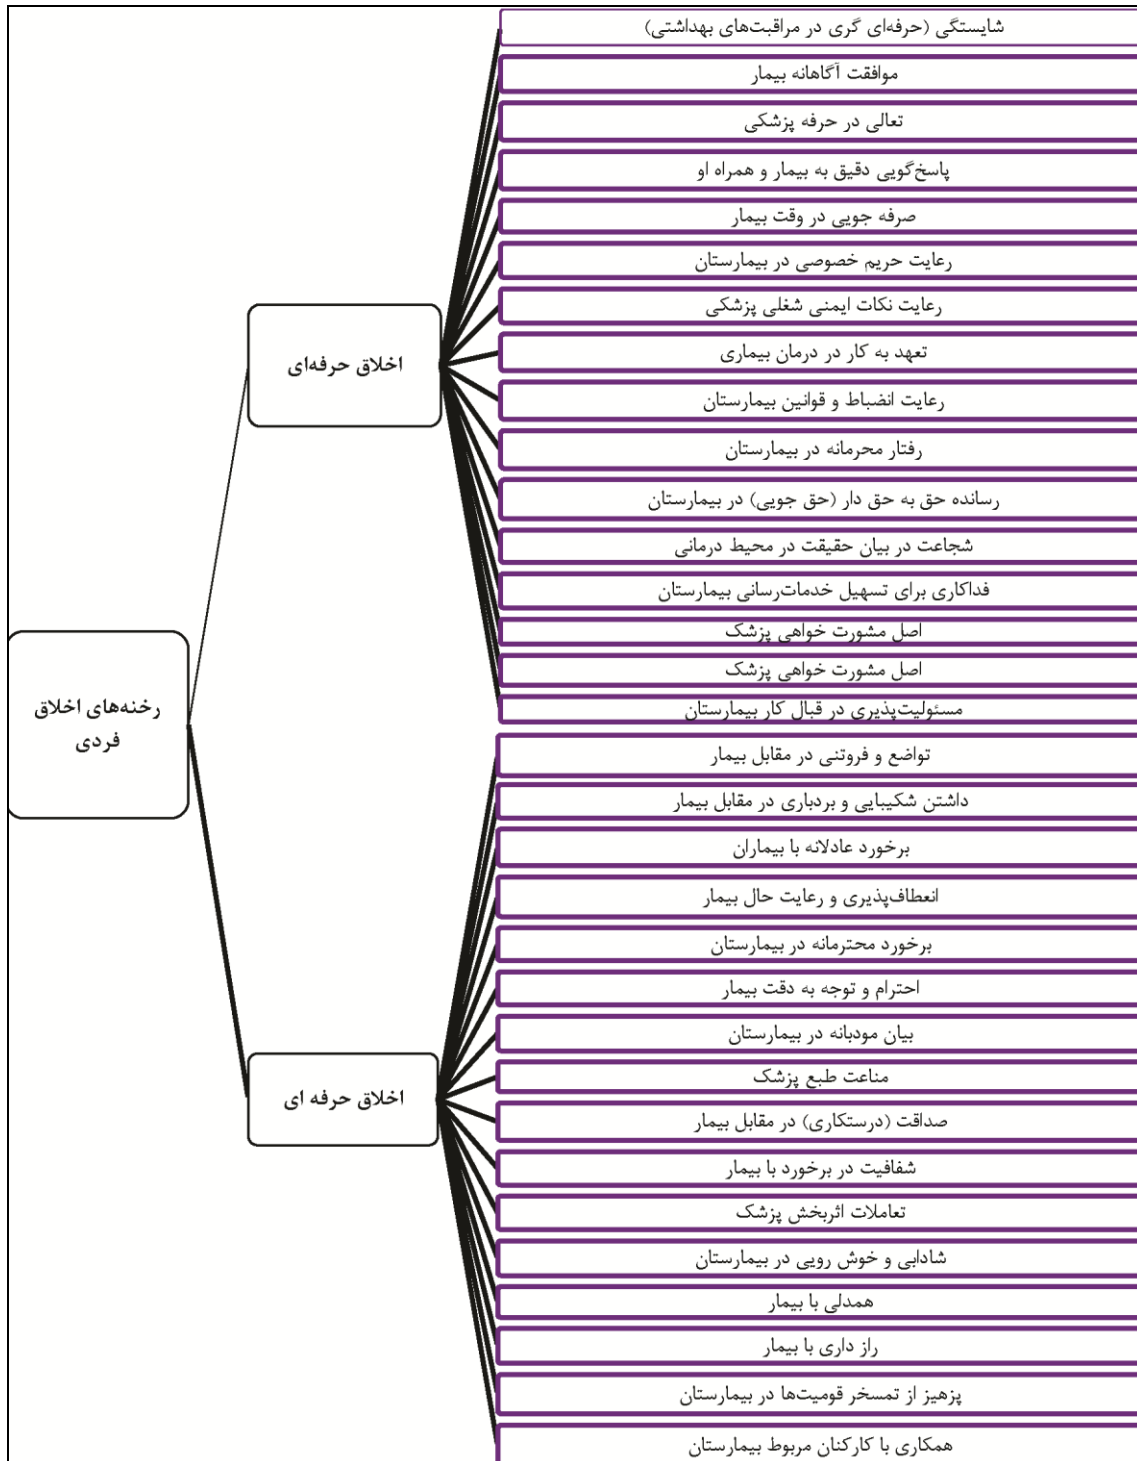 شایستگی (حرفه‌ای گری در مراقبت‌های بهداشتی)
موافقت آگاهانه بیمار
تعالی در حرفه پزشکی
پاسخ‌گویی دقیق به بیمار و همراه او
صرفه جویی در وقت بیمار
رعایت حریم خصوصی در بیمارستان
رعایت نکات ایمنی شغلی پزشکی
تعهد به کار در درمان بیماری
رعایت انضباط و قوانین بیمارستان
رفتار محرمانه در بیمارستان
رسانده حق به حق دار (حق جویی) در بیمارستان
شجاعت در بیان حقیقت در محیط درمانی
فداکاری برای تسهیل خدمات‌رسانی بیمارستان
اصل مشورت خواهی پزشک
اصل مشورت خواهی پزشک
مسئولیت‌پذیری در قبال کار بیمارستان
اخلاق حرفه‌ای
رخنه‌های اخلاق
فردی
تواضع و فروتنی در مقابل بیمار
داشتن شکیبایی و بردباری در مقابل بیمار
برخورد عادلانه با بیماران
انعطاف‌پذیری و رعایت حال بیمار
برخورد محترمانه در بیمارستان
احترام و توجه به دقت بیمار
بیان مودبانه در بیمارستان
مناعت طبع پزشک
صداقت (درستکاری) در مقابل بیمار
شفافیت در برخورد با بیمار
تعاملات اثربخش پزشک
شادابی و خوش رویی در بیمارستان
همدلی با بیمار
راز داری با بیمار
پزهیز از تمسخر قومیت‌ها در بیمارستان
همکاری با کارکنان مربوط بیمارستان
اخلاق حرفه ای